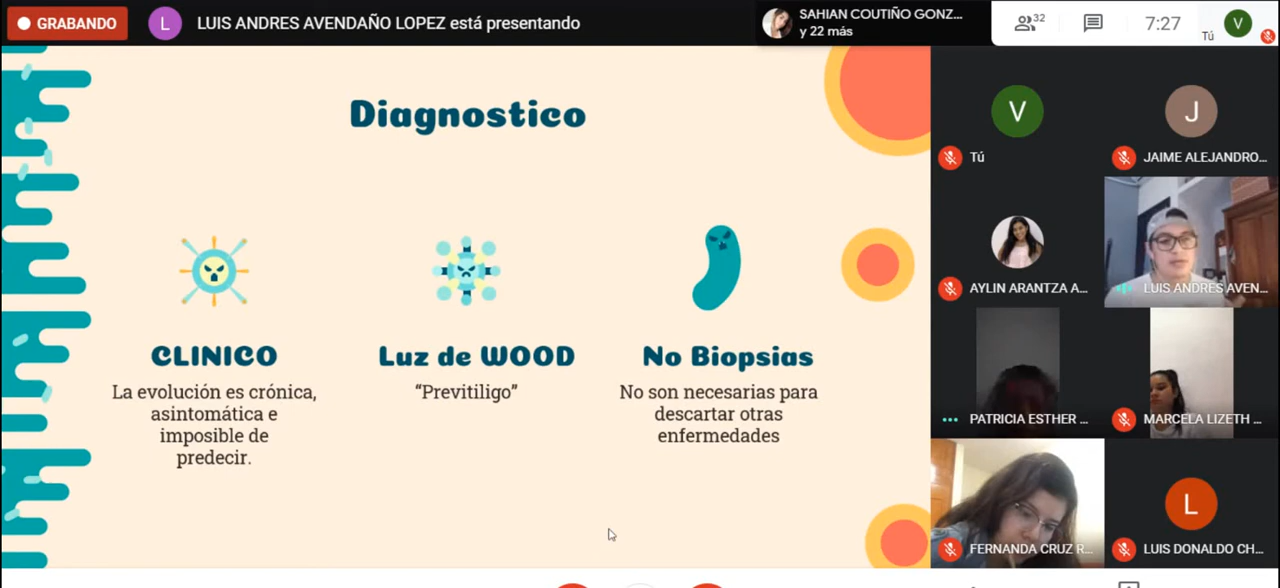 GRABANDO
L
LUIS ANDRES AVENDAÑO LOPEZ está presentando
SAHIAN COUTIÑO GONZ...
y 22 más
32
7:27
Tú
V
Diagnostico
CLINICO
La evolución es crónica,
asintomática e
imposible de
predecir.
Luz de WOOD
“Previtiligo”
No Biopsias
No son necesarias para
descartar otras
enfermedades
V
Tú
J
JAIME ALEJANDRO...
AYLIN ARANTZA A...
LUIS ANDRES AVEN...
PATRICIA ESTHER ...
MARCELA LIZETH ...
FERNANDA CRUZ R...
L
LUIS DONALDO CH...